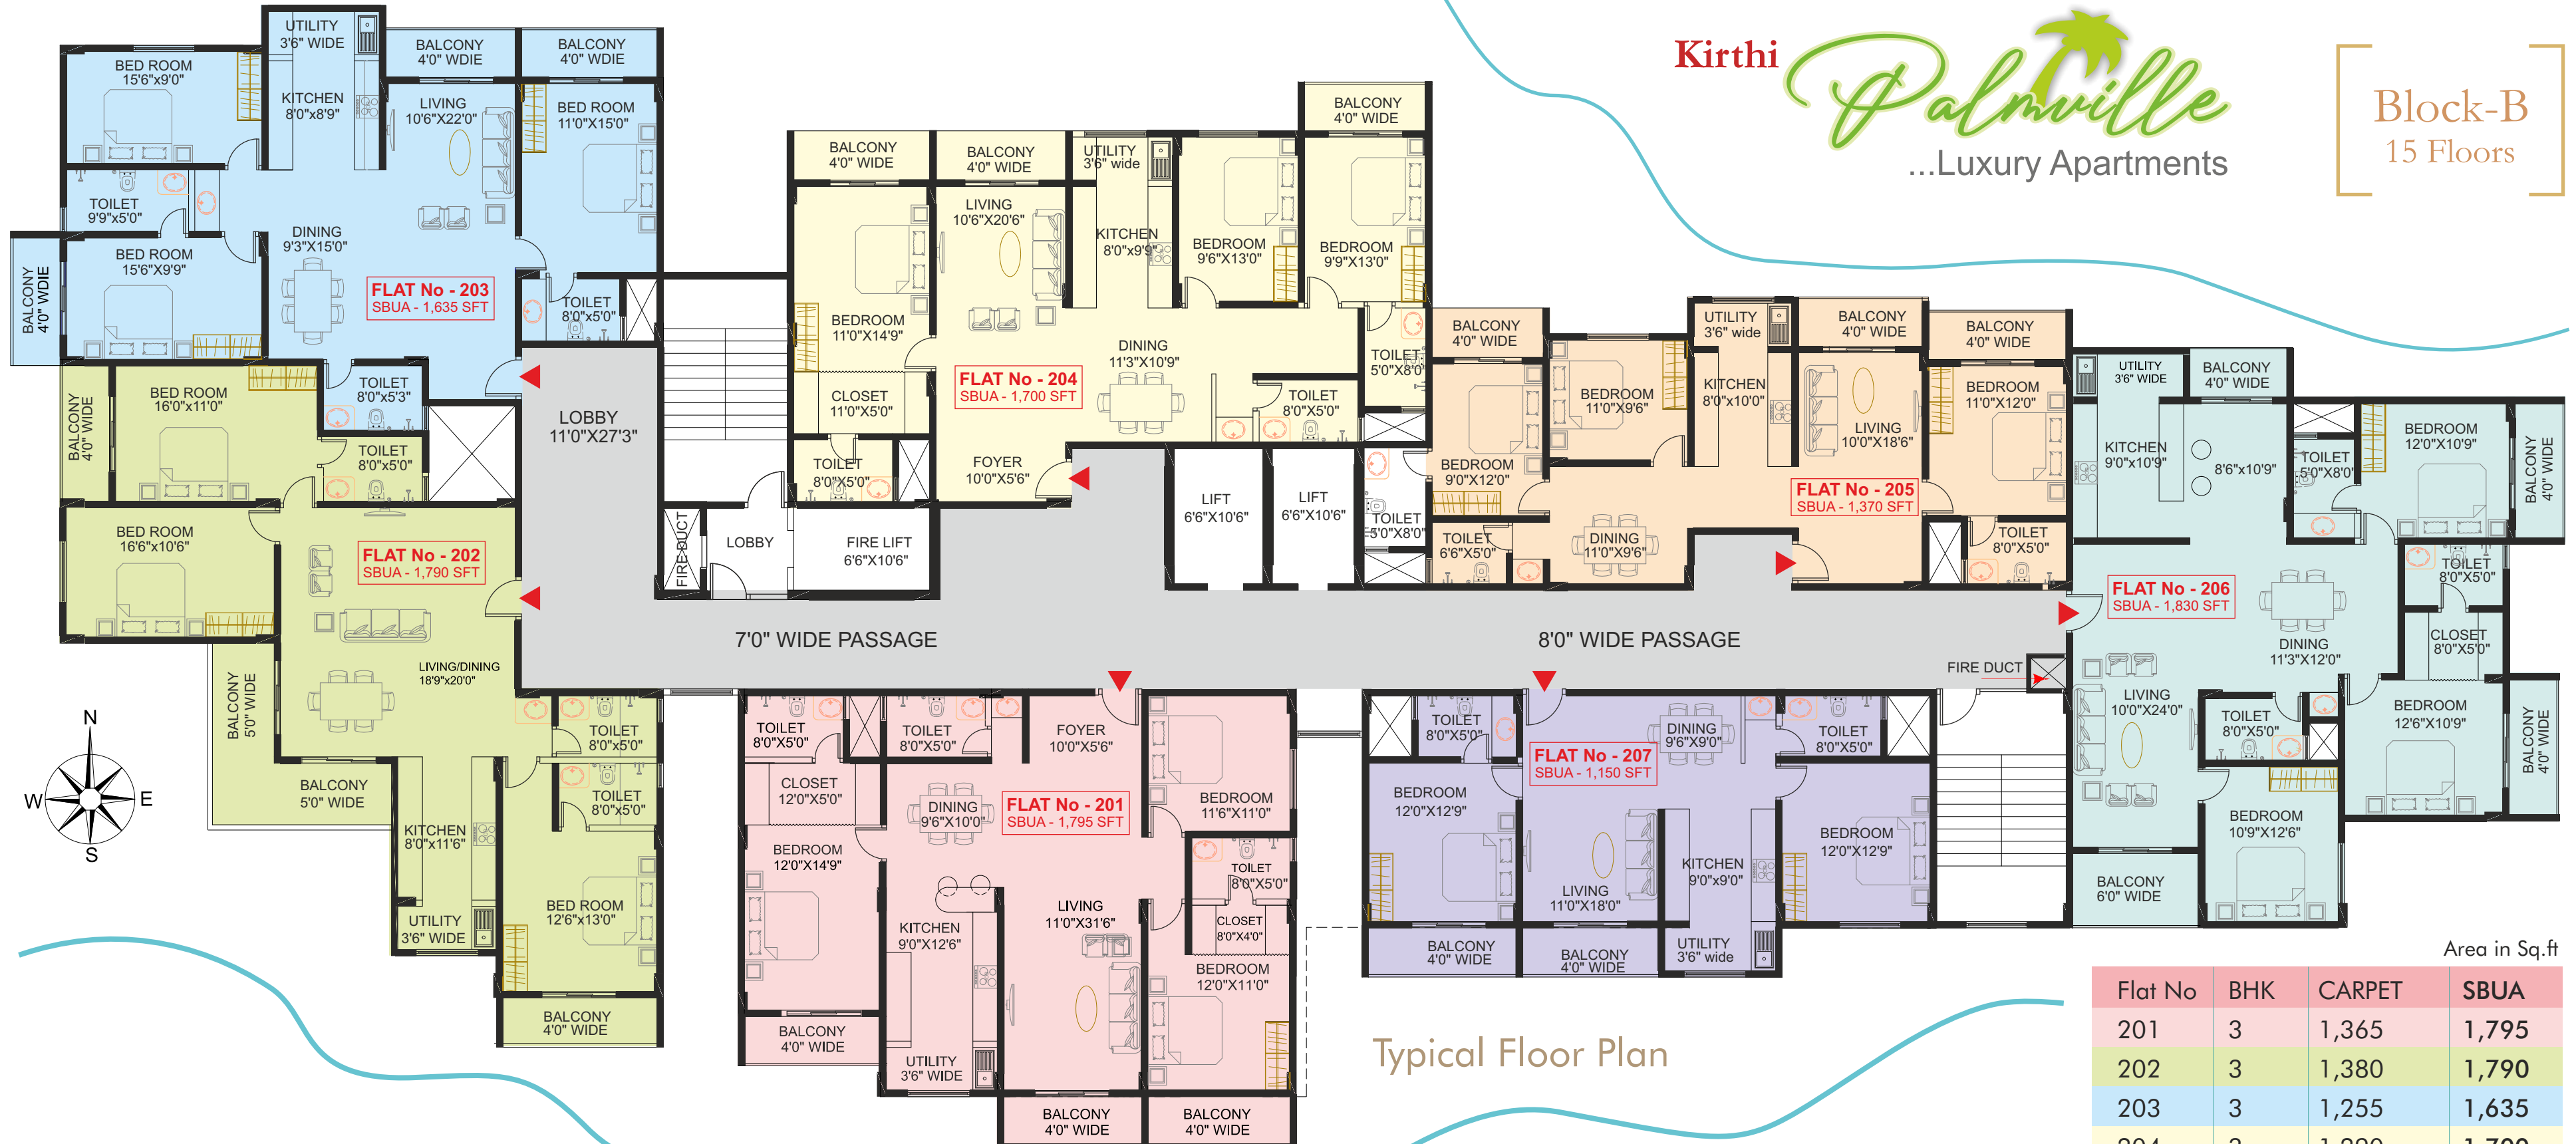 Kirthi
Palmville
...Luxury Apartments
Block-B
15 Floors
UTILITY
3'6" WIDE
BED ROOM
15'6"x9'0"
KITCHEN
8'0"x8'9"
BALCONY
4'0" WDIE
BALCONY
4'0" WDIE
LIVING
10'6"X22'0"
BED ROOM
11'0"X15'0"
TOILET
9'9"x5'0"
DINING
9'3"X15'0"
BED ROOM
15'6"X9'9"
BALCONY
4'0" WDIE
FLAT No - 203
SBUA - 1,635 SFT
TOILET
8'0"x5'0"
TOILET
8'0"x5'3"
BALCONY
4'0" WIDE
BED ROOM
16'0"x11'0"
TOILET
8'0"x5'0"
BED ROOM
16'6"x10'6"
FLAT No - 202
SBUA - 1,790 SFT
LIVING/DINING
18'9"x20'0"
BALCONY
5'0" WIDE
BALCONY
5'0" WIDE
TOILET
8'0"x5'0"
TOILET
8'0"x5'0"
KITCHEN
8'0"x11'6"
UTILITY
3'6" WIDE
BED ROOM
12'6"x13'0"
BALCONY
4'0" WIDE
N
W
E
S
LOBBY
11'0"X27'3"
FIRE DUCT
LOBBY
FIRE LIFT
6'6"X10'6"
7'0" WIDE PASSAGE
8'0" WIDE PASSAGE
BALCONY
4'0" WIDE
BALCONY
4'0" WIDE
UTILITY
3'6" wide
BALCONY
4'0" WIDE
LIVING
10'6"X20'6"
KITCHEN
8'0"x9'9"
BEDROOM
9'6"X13'0"
BEDROOM
9'9"X13'0"
BEDROOM
11'0"X14'9"
CLOSET
11'0"X5'0"
DINING
11'3"X10'9"
FLAT No - 204
SBUA - 1,700 SFT
TOILET
8'0"X5'0"
TOILET
5'0"X8'0"
TOILET
8'0"X5'0"
FOYER
10'0"X5'6"
LIFT
6'6"X10'6"
LIFT
6'6"X10'6"
TOILET
5'0"X8'0"
BALCONY
4'0" WIDE
UTILITY
3'6" wide
BALCONY
4'0" WIDE
BALCONY
4'0" WIDE
BEDROOM
11'0"X9'6"
KITCHEN
8'0"x10'0"
LIVING
10'0"X18'6"
BEDROOM
11'0"X12'0"
BEDROOM
9'0"X12'0"
FLAT No - 205
SBUA - 1,370 SFT
TOILET
6'6"X5'0"
DINING
11'0"X9'6"
TOILET
8'0"X5'0"
UTILITY
3'6" WIDE
BALCONY
4'0" WIDE
KITCHEN
9'0"x10'9"
8'6"x10'9"
TOILET
5'0"X8'0"
BEDROOM
12'0"X10'9"
BALCONY
4'0" WIDE
FLAT No - 206
SBUA - 1,830 SFT
TOILET
8'0"X5'0"
CLOSET
8'0"X5'0"
DINING
11'3"X12'0"
FIRE DUCT
LIVING
10'0"X24'0"
TOILET
8'0"X5'0"
BEDROOM
12'6"X10'9"
BALCONY
4'0" WIDE
BEDROOM
10'9"X12'6"
BALCONY
6'0" WIDE
TOILET
8'0"X5'0"
TOILET
8'0"X5'0"
FOYER
10'0"X5'6"
CLOSET
12'0"X5'0"
DINING
9'6"X10'0"
FLAT No - 201
SBUA - 1,795 SFT
BEDROOM
11'6"X11'0"
BEDROOM
12'0"X14'9"
TOILET
8'0"X5'0"
LIVING
11'0"X31'6"
CLOSET
8'0"X4'0"
KITCHEN
9'0"X12'6"
BEDROOM
12'0"X11'0"
BALCONY
4'0" WIDE
UTILITY
3'6" WIDE
BALCONY
4'0" WIDE
BALCONY
4'0" WIDE
TOILET
8'0"X5'0"
DINING
9'6"X9'0"
TOILET
8'0"X5'0"
FLAT No - 207
SBUA - 1,150 SFT
BEDROOM
12'0"X12'9"
BEDROOM
12'0"X12'9"
KITCHEN
9'0"x9'0"
LIVING
11'0"X18'0"
BALCONY
4'0" WIDE
BALCONY
4'0" WIDE
UTILITY
3'6" wide
Typical Floor Plan
Area in Sq.ft
Flat No BHK CARPET SBUA
201 3 1,365 1,795
202 3 1,380 1,790
203 3 1,255 1,635